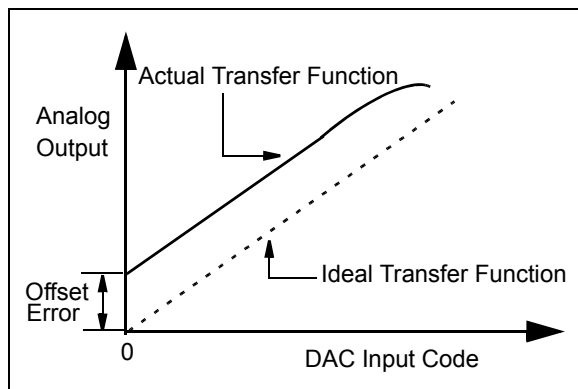 Actual Transfer Function
Analog
Output
Ideal Transfer Function
Offset
Error
0
DAC Input Code